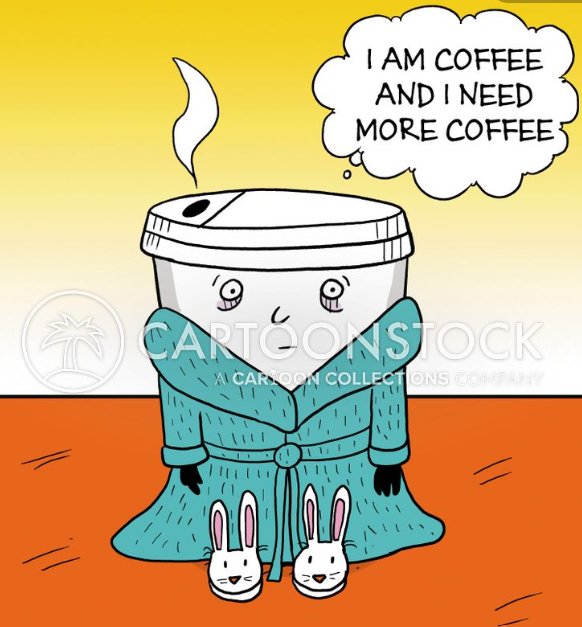 I AM COFFEE
AND I NEED
MORE COFFEE
CARTOONSTOCK
A CARTOON COLLECTIONS COMPANY